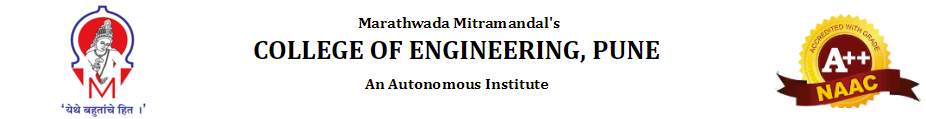 Marathwada Mitramandal's
COLLEGE OF ENGINEERING, PUNE
An Autonomous Institute
M
'येथे बहुतांचे हित ।'
ACCREDITED WITH GRADE
A++
NAAC